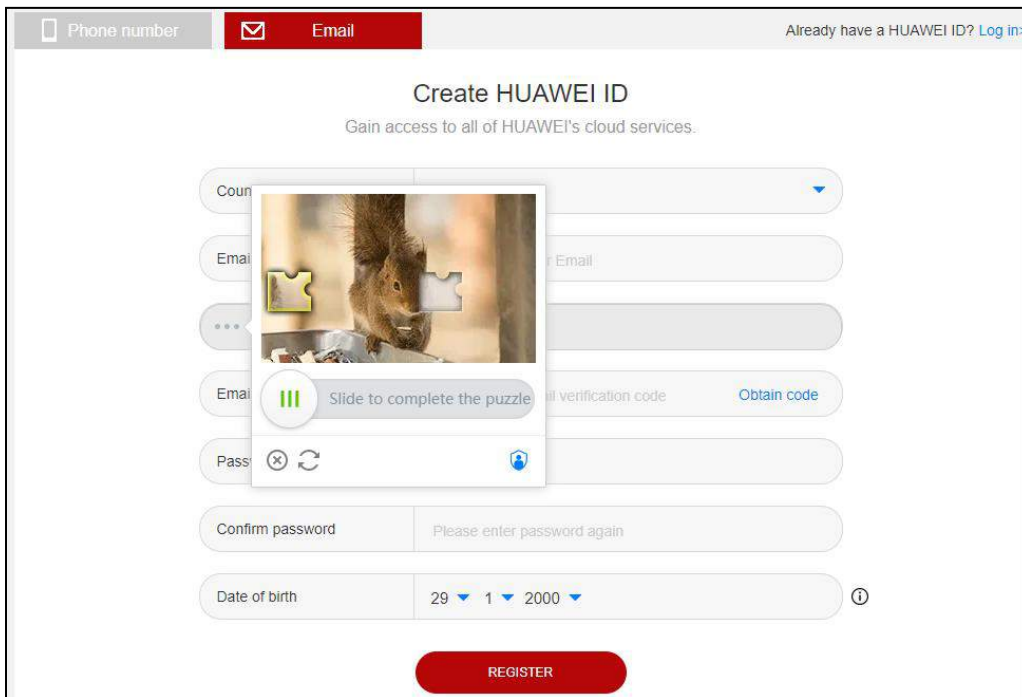 Phone number
Email
Already have a HUAWEI ID? Log in>
Create HUAWEI ID
Gain access to all of HUAWEI's cloud services.
Coun
Emai
r Email
Emai
Slide to complete the puzzle
il verification code
Obtain code
Pass
Confirm password
Please enter password again
Date of birth
29 1 2000
REGISTER